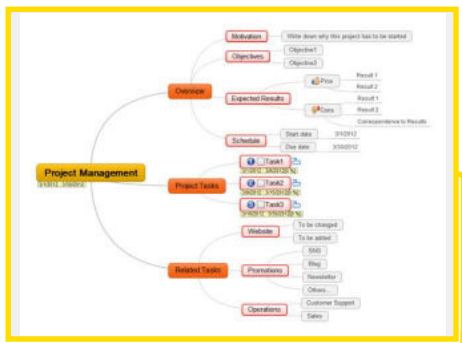 Motivation
Write down why this project has to be started
Objectives
Objective1
Objective2
Overview
Expected Results
Pros
Result 1
Result 2
Cons
Result 1
Result 2
Correspondence to Results
Schedule
Start date
3/1/2012
Due date
3/30/2012
Project Management
Project Tasks
Task1
Task2
Task3
Related Tasks
Website
To be changed
To be added
Promotions
SNS
Blog
Newsletter
Others...
Operations
Customer Support
Sales